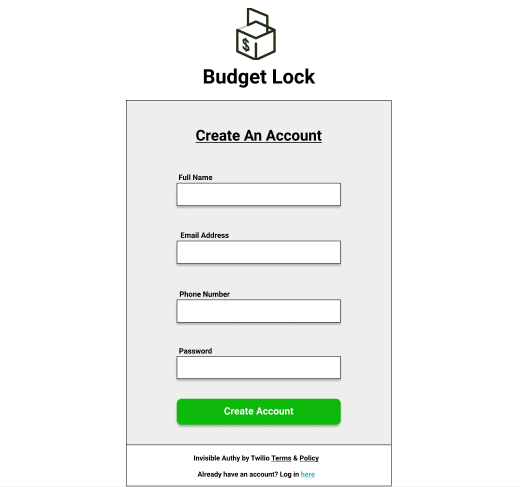 $
Budget Lock
Create An Account
Full Name
Email Address
Phone Number
Password
Create Account
Invisible Authy by Twilio Terms & Policy
Already have an account? Log in here